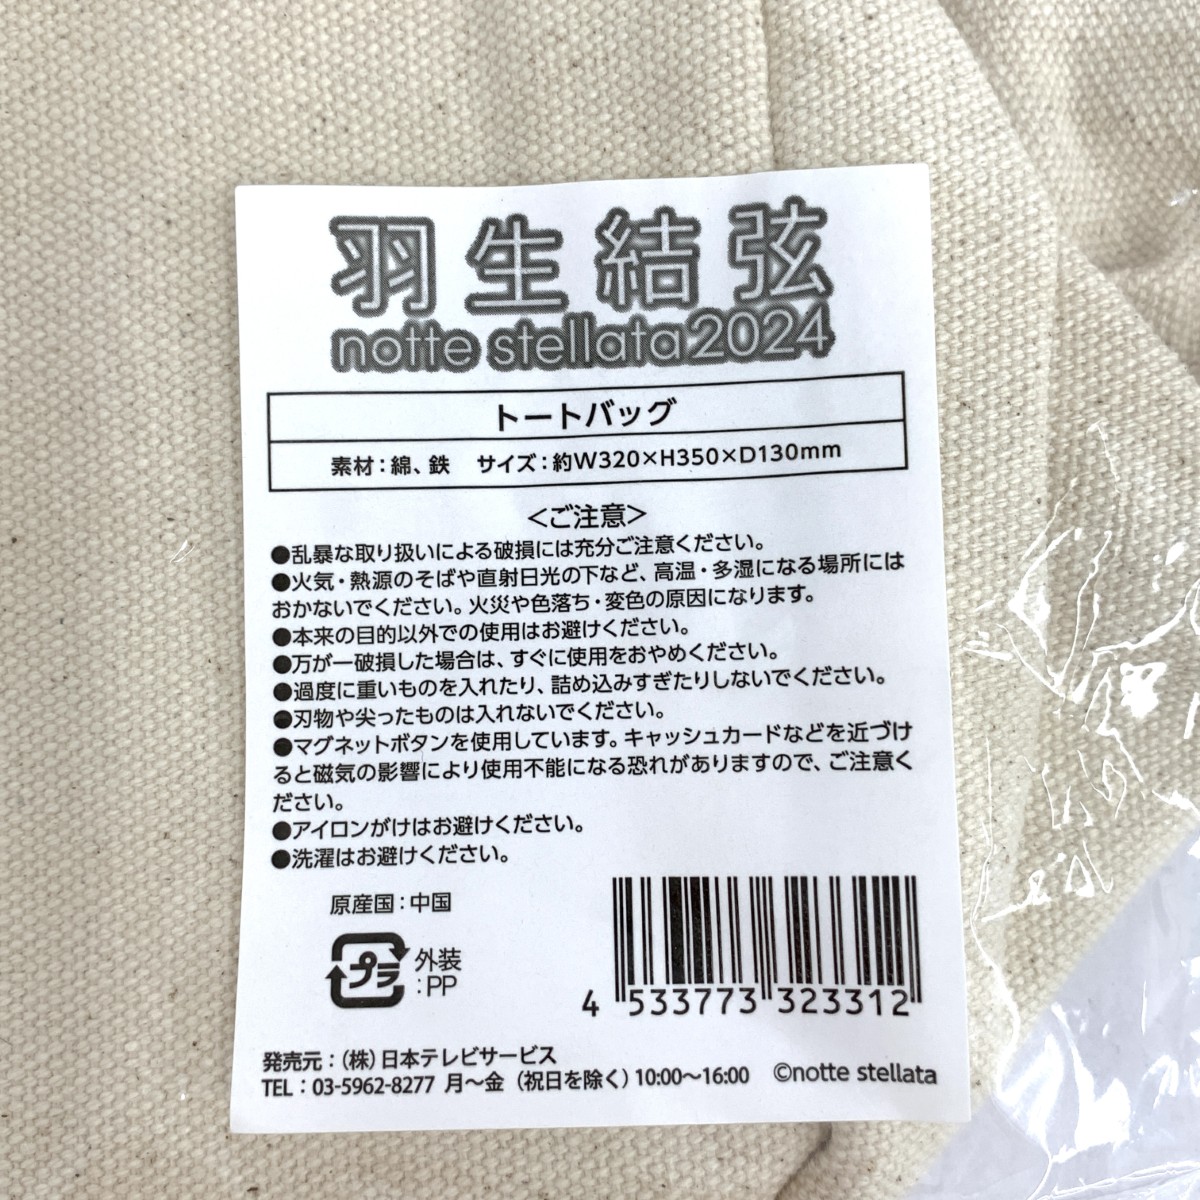 羽生結弦
notte stellata2024
トートバッグ
素材：綿、鉄　サイズ：約W320×H350×D130mm
＜ご注意＞
●乱暴な取り扱いによる破損には充分ご注意ください。
●火気・熱源のそばや直射日光の下など、高温・多湿になる場所には
おかないでください。火災や色落ち・変色の原因になります。
●本来の目的以外での使用はお避けください。
●万が一破損した場合は、すぐに使用をおやめください。
●過度に重いものを入れたり、詰め込みすぎたりしないでください。
●刃物や尖ったものは入れないでください。
●マグネットボタンを使用しています。キャッシュカードなどを近づけ
ると磁気の影響により使用不能になる恐れがありますので、ご注意く
ださい。
●アイロンがけはお避けください。
●洗濯はお避けください。
原産国：中国
プラ 外装
：PP
4 533773 323312
発売元：（株）日本テレビサービス
TEL：03-5962-8277 月〜金（祝日を除く）10:00〜16:00 ©notte stellata